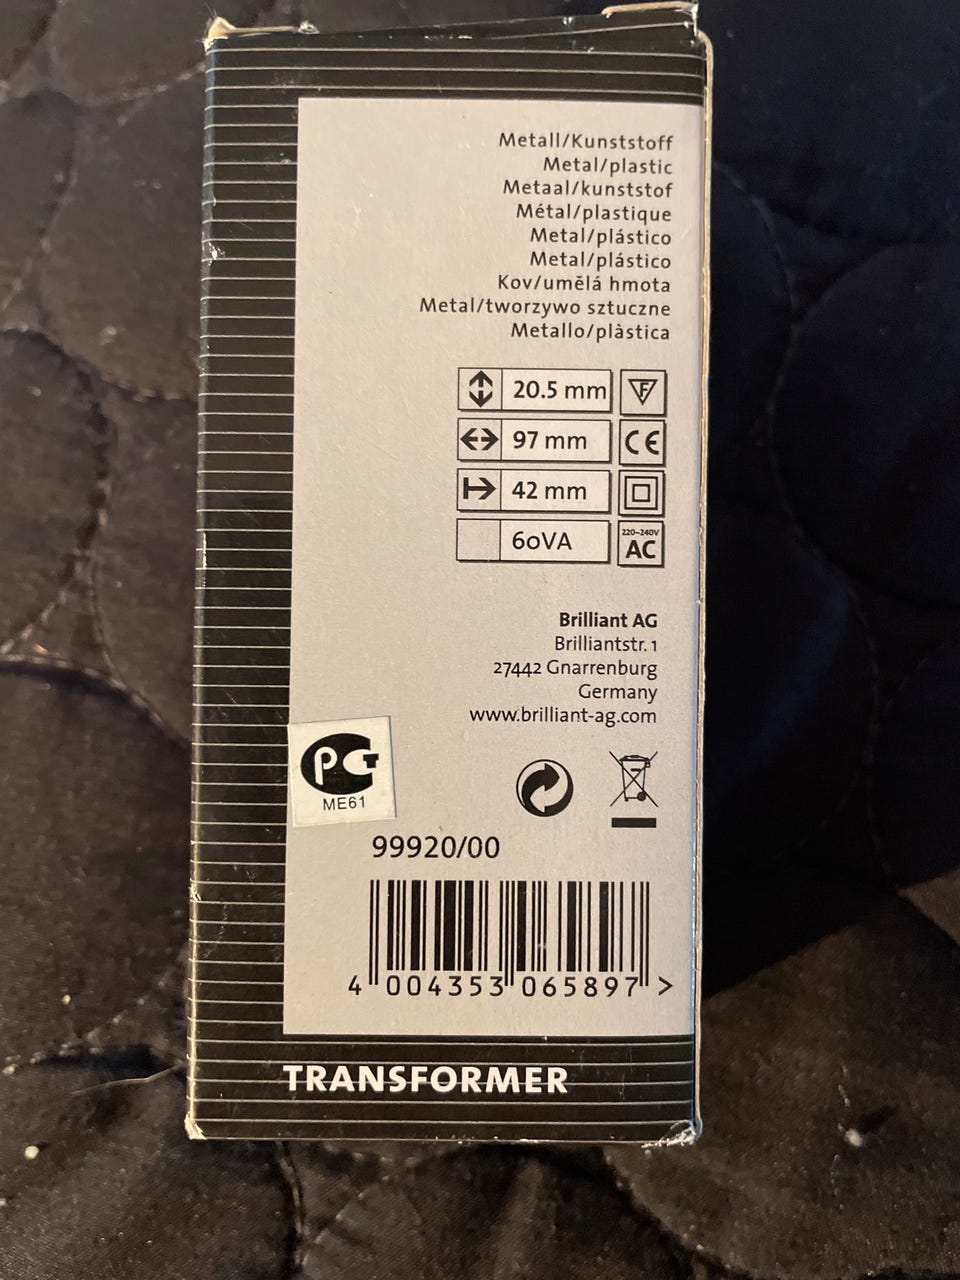 Metall/Kunststoff
Metal/plastic
Metaal/kunststof
Métal/plastique
Metal/plástico
Metal/plástico
Kov/umělá hmota
Metal/tworzywo sztuczne
Metallo/plàstica
20.5 mm F
97 mm CE
42 mm
60VA 220-240V AC
Brilliant AG
Brilliantstr. 1
27442 Gnarrenburg
Germany
www.brilliant-ag.com
РСТ
ME61
99920/00
4 004353 065897 >
TRANSFORMER